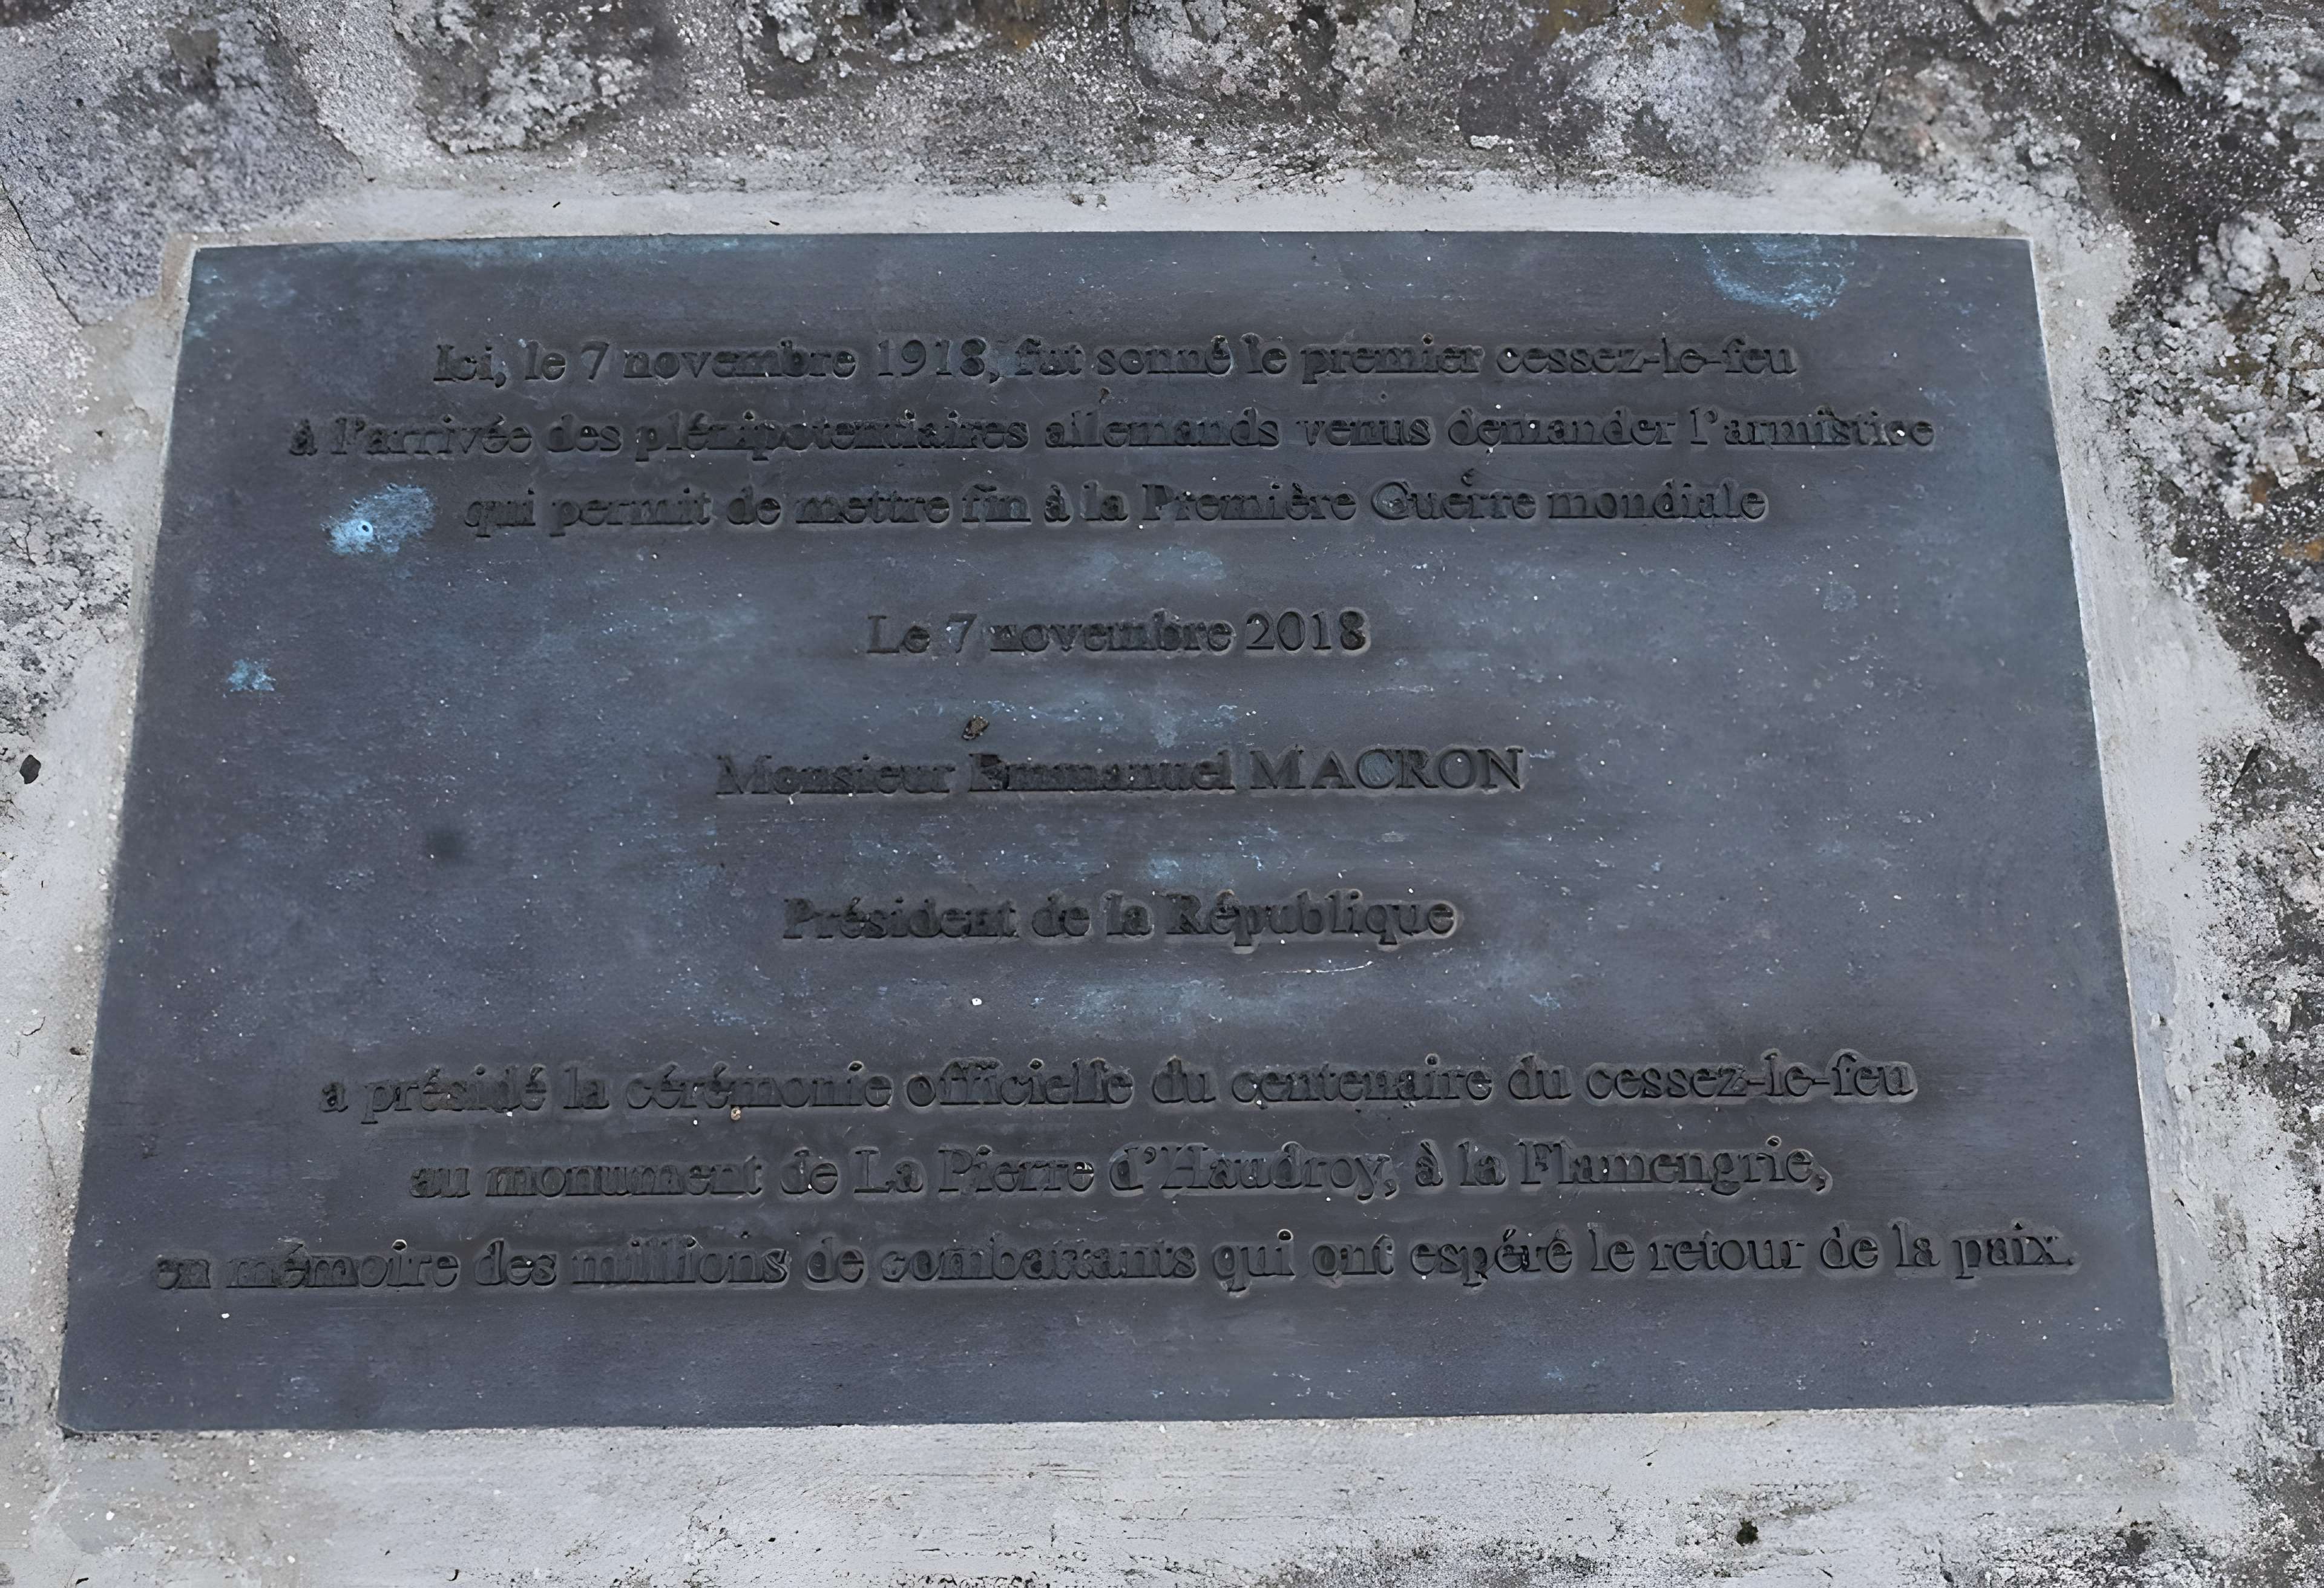 Ici, le 7 novembre 1918, fut sonné le premier cessez-le-feu
à l'arrivée des plénipotentiaires allemands venus demander l'armistice
qui permit de mettre fin à la Première Guerre mondiale
Le 7 novembre 2018
Monsieur Emmanuel MACRON
Président de la République
a présidé la cérémonie officielle du centenaire du cessez-le-feu
au monument de La Pierre d'Haudroy, à la Flamengrie,
en mémoire des millions de combattants qui ont espéré le retour de la paix.